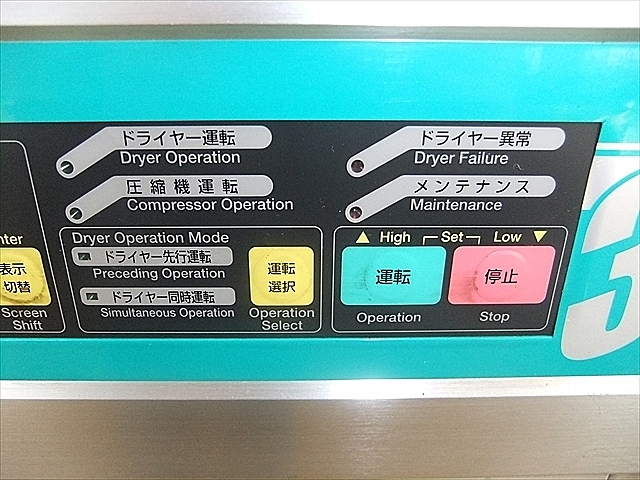 ドライヤー運転
Dryer Operation
圧縮機運転
Compressor Operation
ドライヤー異常
Dryer Failure
メンテナンス
Maintenance
表示
切替
Screen
Shift
Dryer Operation Mode
ドライヤー先行運転
Preceding Operation
ドライヤー同時運転
Simultaneous Operation
運転
選択
Operation
Select
▲ High Set Low ▼
運転
停止
Operation
Stop
3